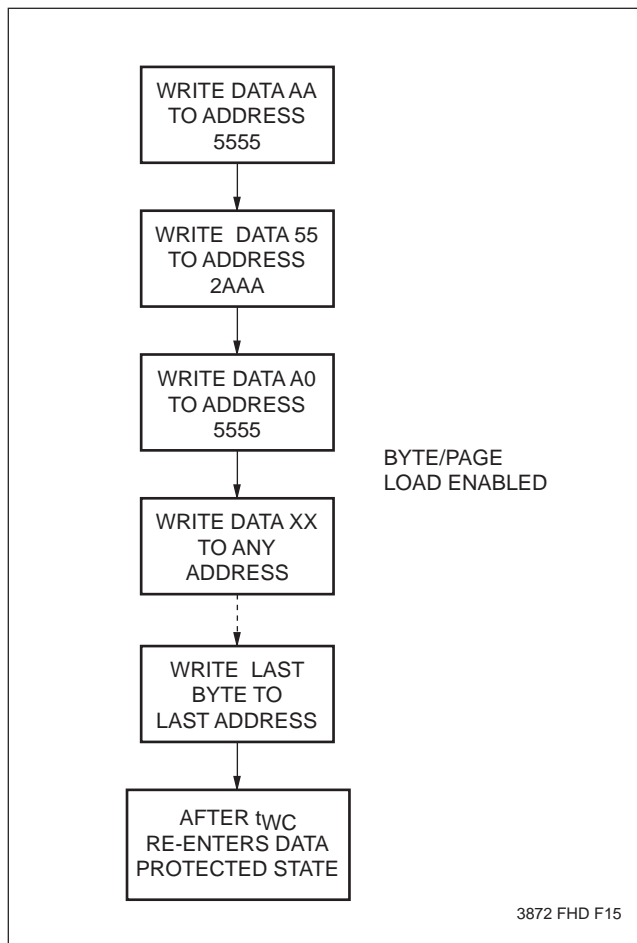 WRITE DATA AA
TO ADDRESS
5555
WRITE DATA 55
TO ADDRESS
2AAA
WRITE DATA A0
TO ADDRESS
5555
BYTE/PAGE
LOAD ENABLED
WRITE DATA XX
TO ANY
ADDRESS
WRITE LAST
BYTE TO
LAST ADDRESS
AFTER tWC
RE-ENTERS DATA
PROTECTED STATE
3872 FHD F15